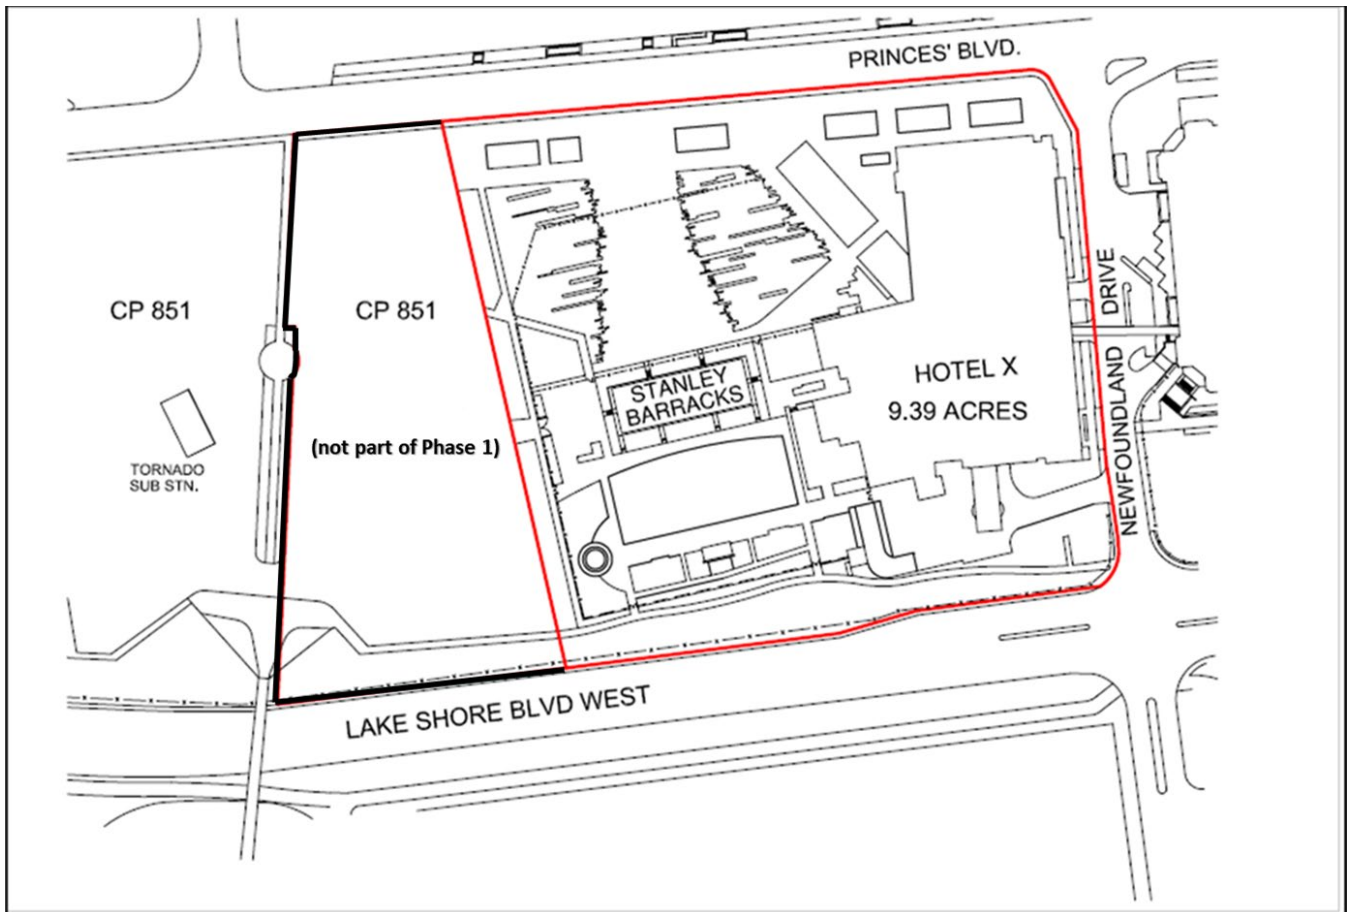 PRINCES' BLVD.
CP 851
CP 851
HOTEL X
9.39 ACRES
STANLEY
BARRACKS
NEWFOUNDLAND DRIVE
(not part of Phase 1)
TORNADO
SUB STN.
LAKE SHORE BLVD WEST